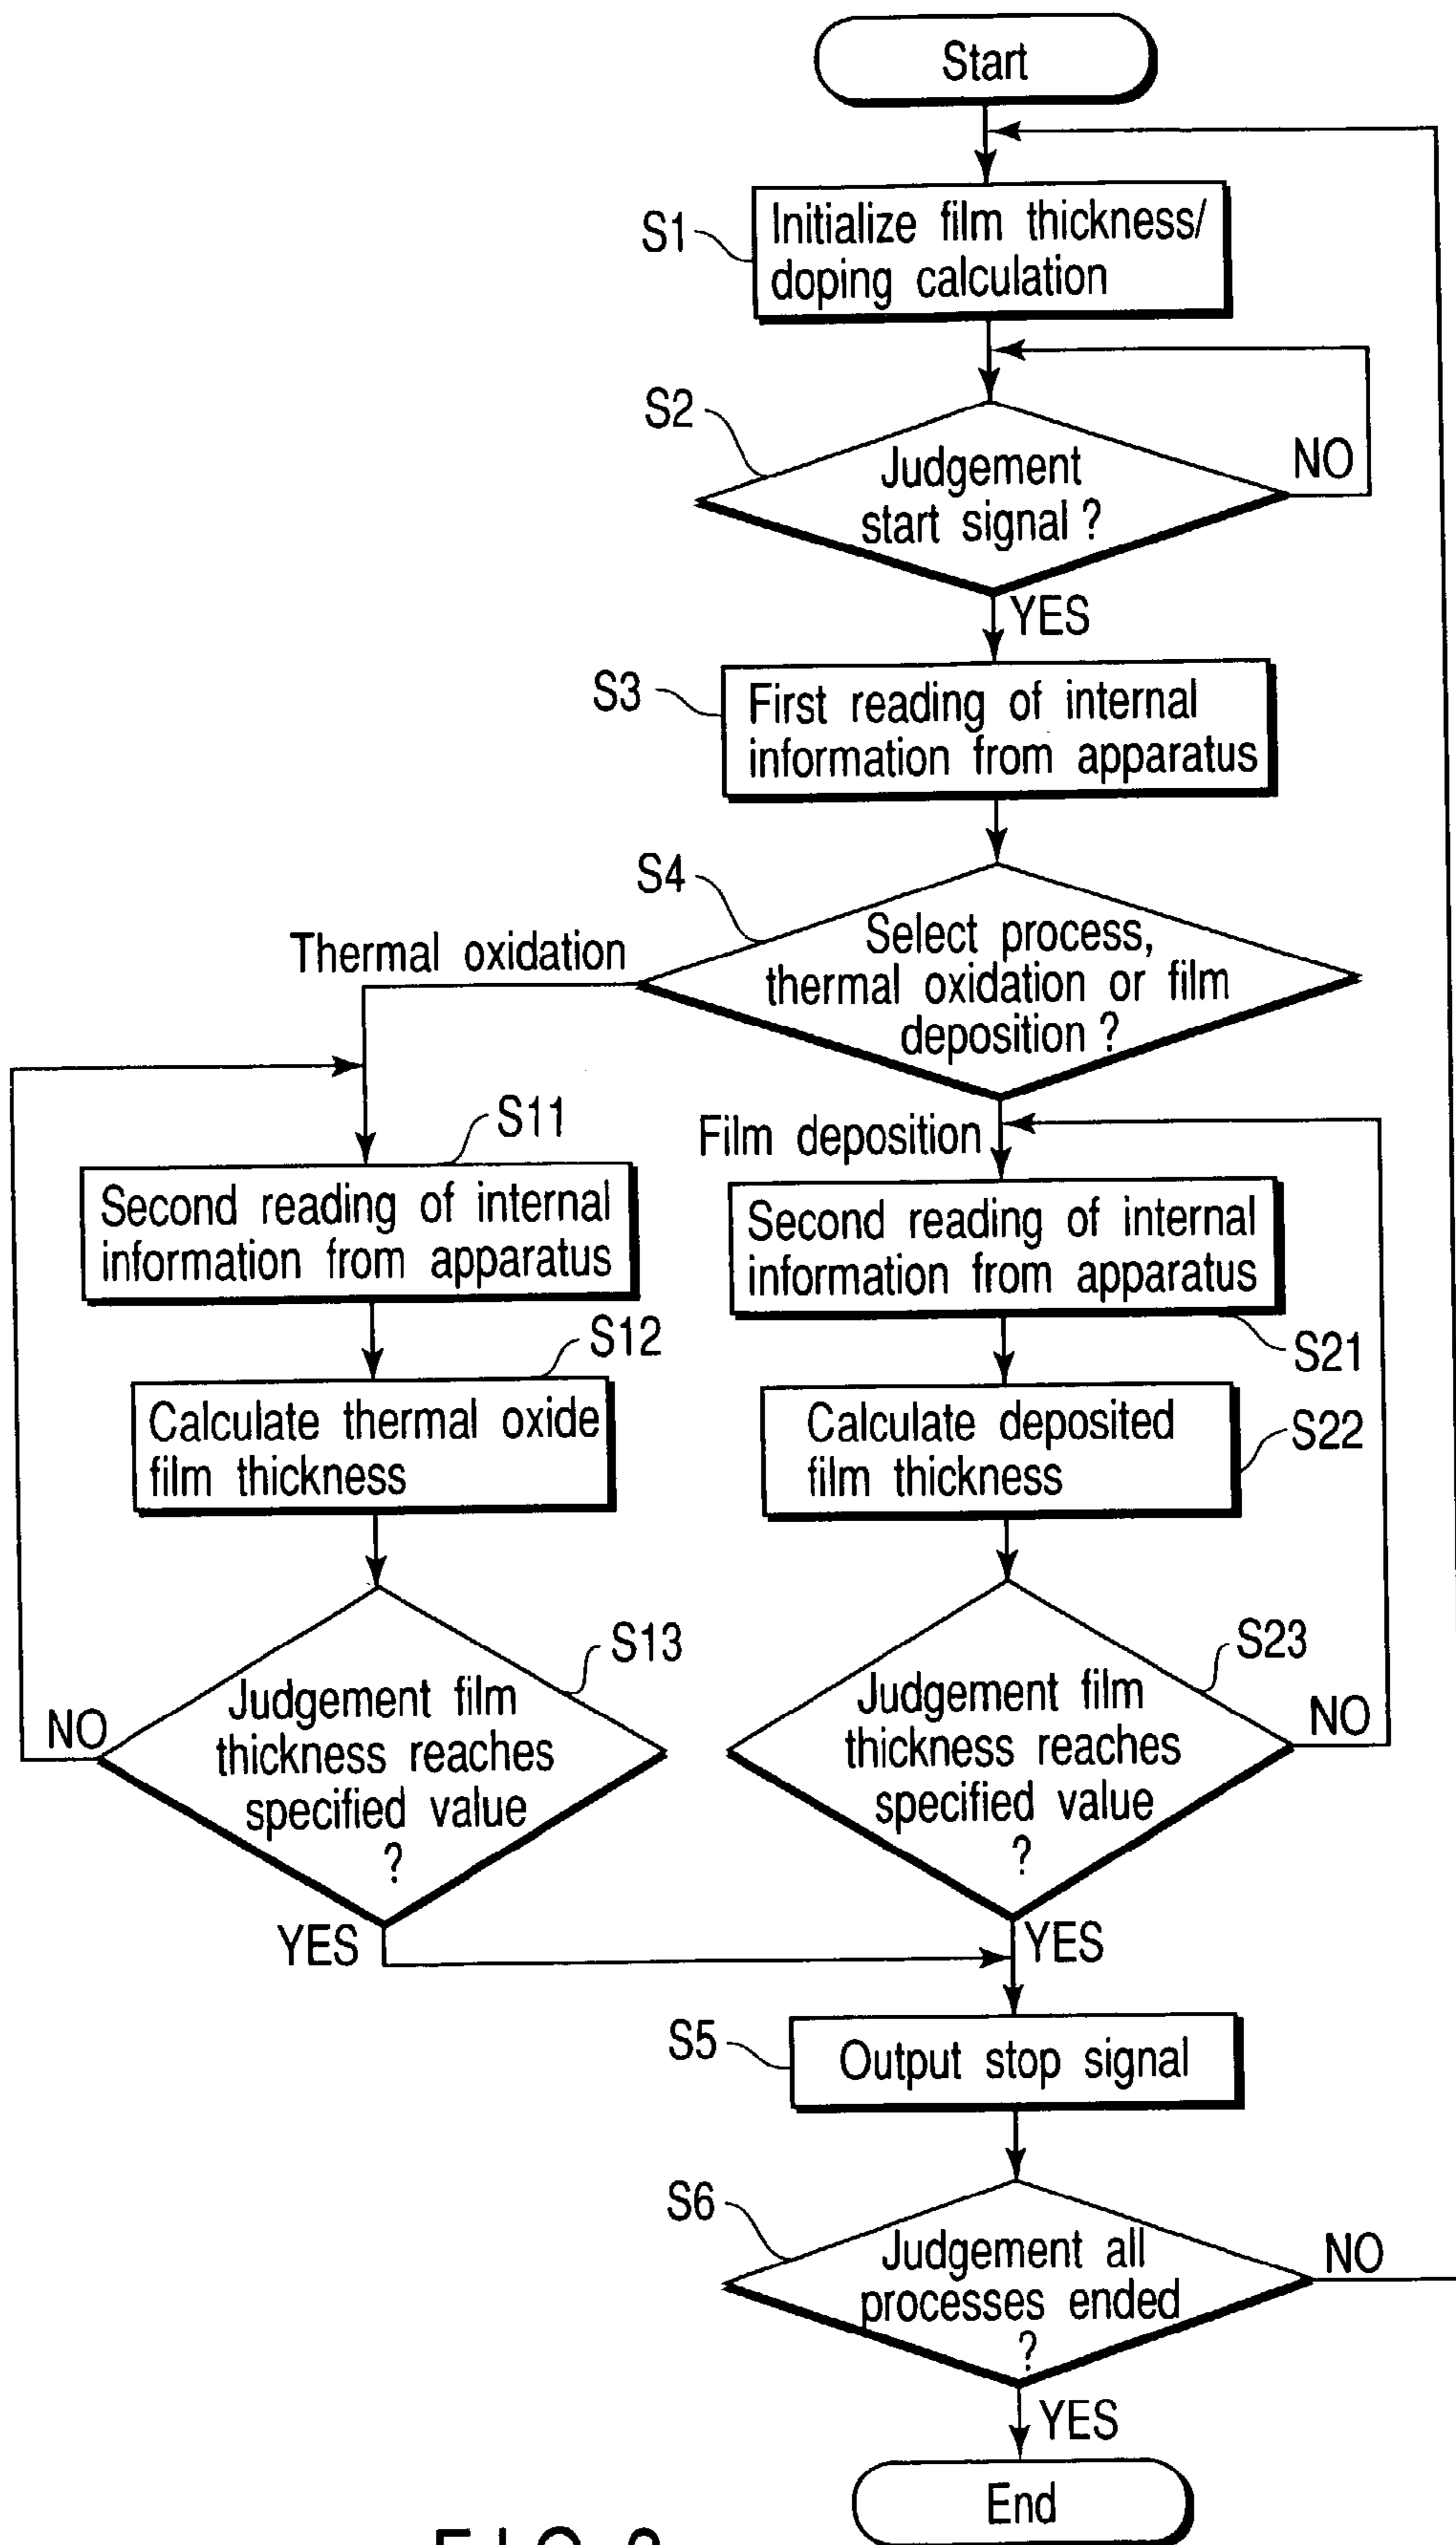 Start
S1
Initialize film thickness/
doping calculation
S2
Judgement
start signal ?
NO
YES
S3
First reading of internal
information from apparatus
S4
Select process,
thermal oxidation or film
deposition ?
Thermal oxidation
Film deposition
S11
Second reading of internal
information from apparatus
Second reading of internal
information from apparatus
S21
S12
Calculate thermal oxide
film thickness
Calculate deposited
film thickness
S22
S13
Judgement film
thickness reaches
specified value
?
NO
YES
S23
Judgement film
thickness reaches
specified value
?
NO
YES
S5
Output stop signal
S6
Judgement all
processes ended
?
NO
YES
End